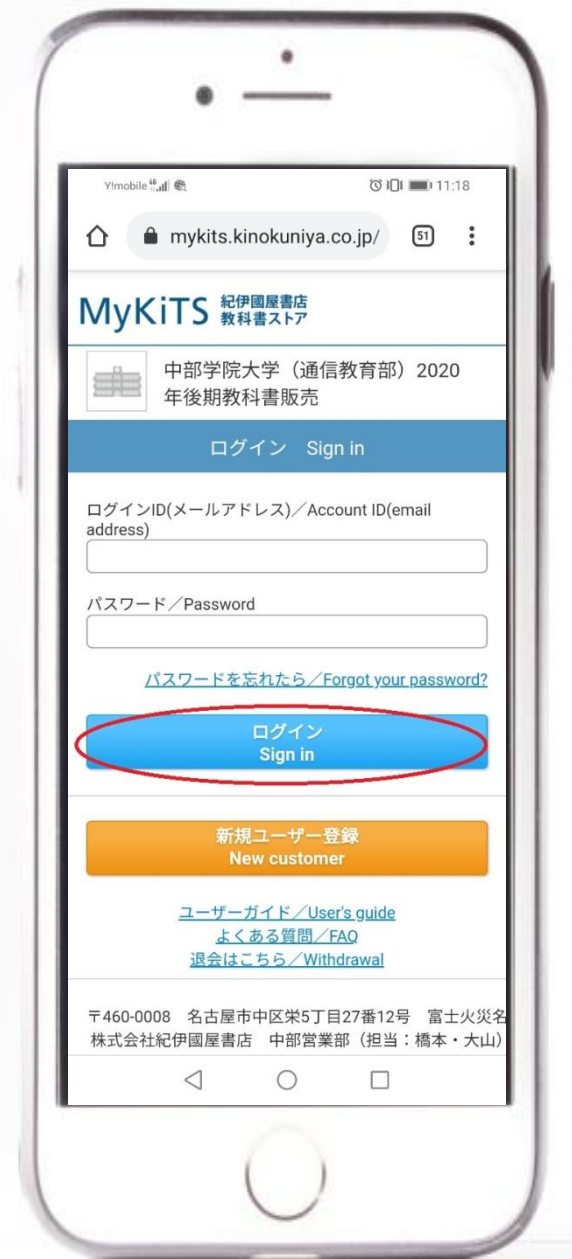 Y!mobile 4G 11:18
mykits.kinokuniya.co.jp/ 51
MyKiTS 紀伊國屋書店
教科書ストア
中部学院大学（通信教育部）2020
年後期教科書販売
ログイン Sign in
ログインID(メールアドレス)／Account ID(email
address)
パスワード／Password
パスワードを忘れたら／Forgot your password?
ログイン
Sign in
新規ユーザー登録
New customer
ユーザーガイド／User's guide
よくある質問／FAQ
退会はこちら／Withdrawal
〒460-0008 名古屋市中区栄5丁目27番12号 富士火災名
株式会社紀伊國屋書店 中部営業部（担当：橋本・大山）